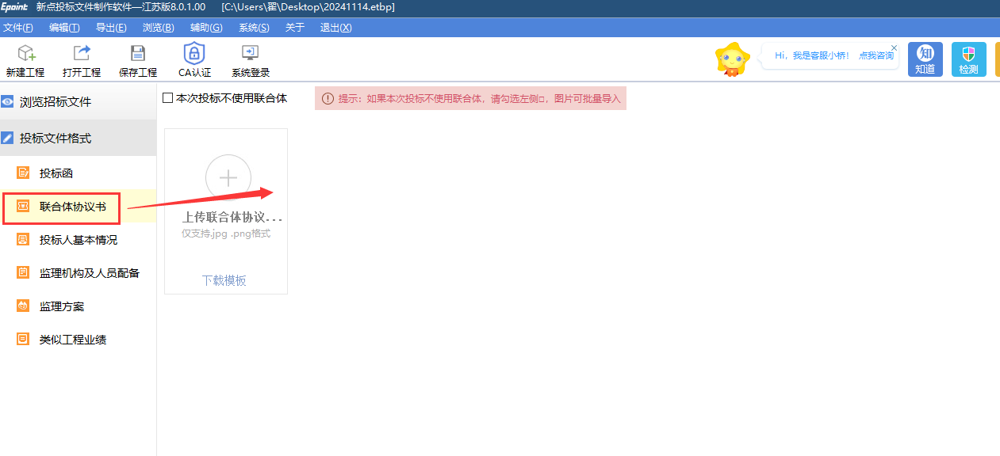 Epoint 新点投标文件制作软件—江苏版8.0.1.00 [C:\Users\翟\Desktop\20241114.etbp]
文件(F) 编辑(T) 导出(E) 浏览(B) 辅助(G) 系统(S) 关于 退出(X)
新建工程 打开工程 保存工程 CA认证 系统登录
Hi，我是客服小桥！ 点我咨询
知 知道
检测
浏览招标文件
投标文件格式
投标函
联合体协议书
投标人基本情况
监理机构及人员配备
监理方案
类似工程业绩
本次投标不使用联合体
提示：如果本次投标不使用联合体，请勾选左侧□，图片可批量导入
上传联合体协议...
仅支持.jpg .png格式
下载模板